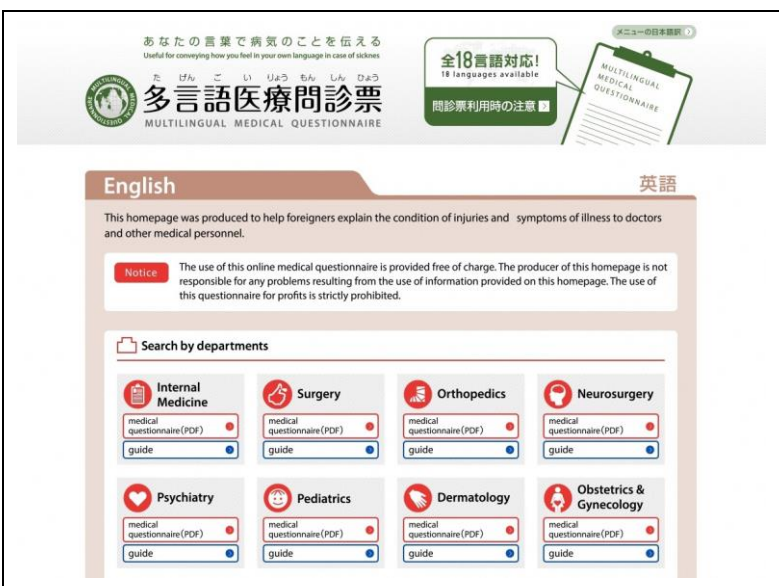 あなたの言葉で病気のことを伝える
Useful for conveying how you feel in your own language in case of sicknes
た げん ご い りょう もん しん ひょう
多言語医療問診票
MULTILINGUAL MEDICAL QUESTIONNAIRE
MULTILINGUAL MEDICAL QUESTIONNAIRE
全18言語対応!
18 languages available
問診票利用時の注意
メニューの日本語訳
MULTILINGUAL
MEDICAL
QUESTIONNAIRE
English
英語
This homepage was produced to help foreigners explain the condition of injuries and symptoms of illness to doctors
and other medical personnel.
Notice
The use of this online medical questionnaire is provided free of charge. The producer of this homepage is not
responsible for any problems resulting from the use of information provided on this homepage. The use of
this questionnaire for profits is strictly prohibited.
Search by departments
Internal
Medicine
medical
questionnaire(PDF)
guide
Surgery
medical
questionnaire(PDF)
guide
Orthopedics
medical
questionnaire(PDF)
guide
Neurosurgery
medical
questionnaire(PDF)
guide
Psychiatry
medical
questionnaire(PDF)
guide
Pediatrics
medical
questionnaire(PDF)
guide
Dermatology
medical
questionnaire(PDF)
guide
Obstetrics &
Gynecology
medical
questionnaire(PDF)
guide